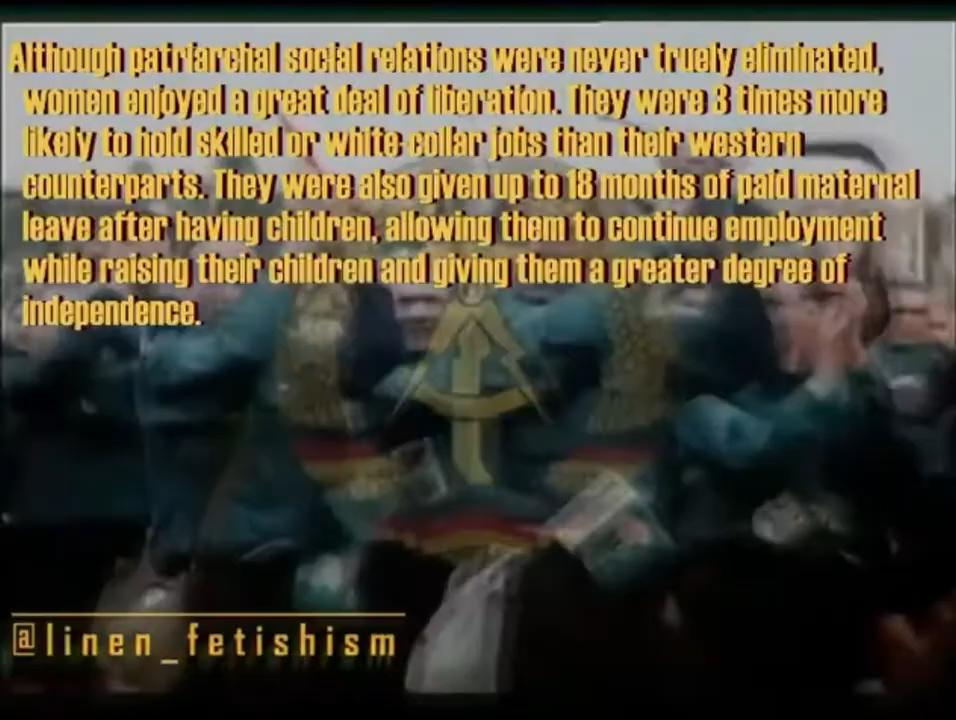 Although patriarchal social relations were never truely eliminated,
women enjoyed a great deal of liberation. They were 3 times more
likely to hold skilled or white-collar jobs than their western
counterparts. They were also given up to 18 months of paid maternal
leave after having children, allowing them to continue employment
while raising their children and giving them a greater degree of
independence.
@linen_fetishism